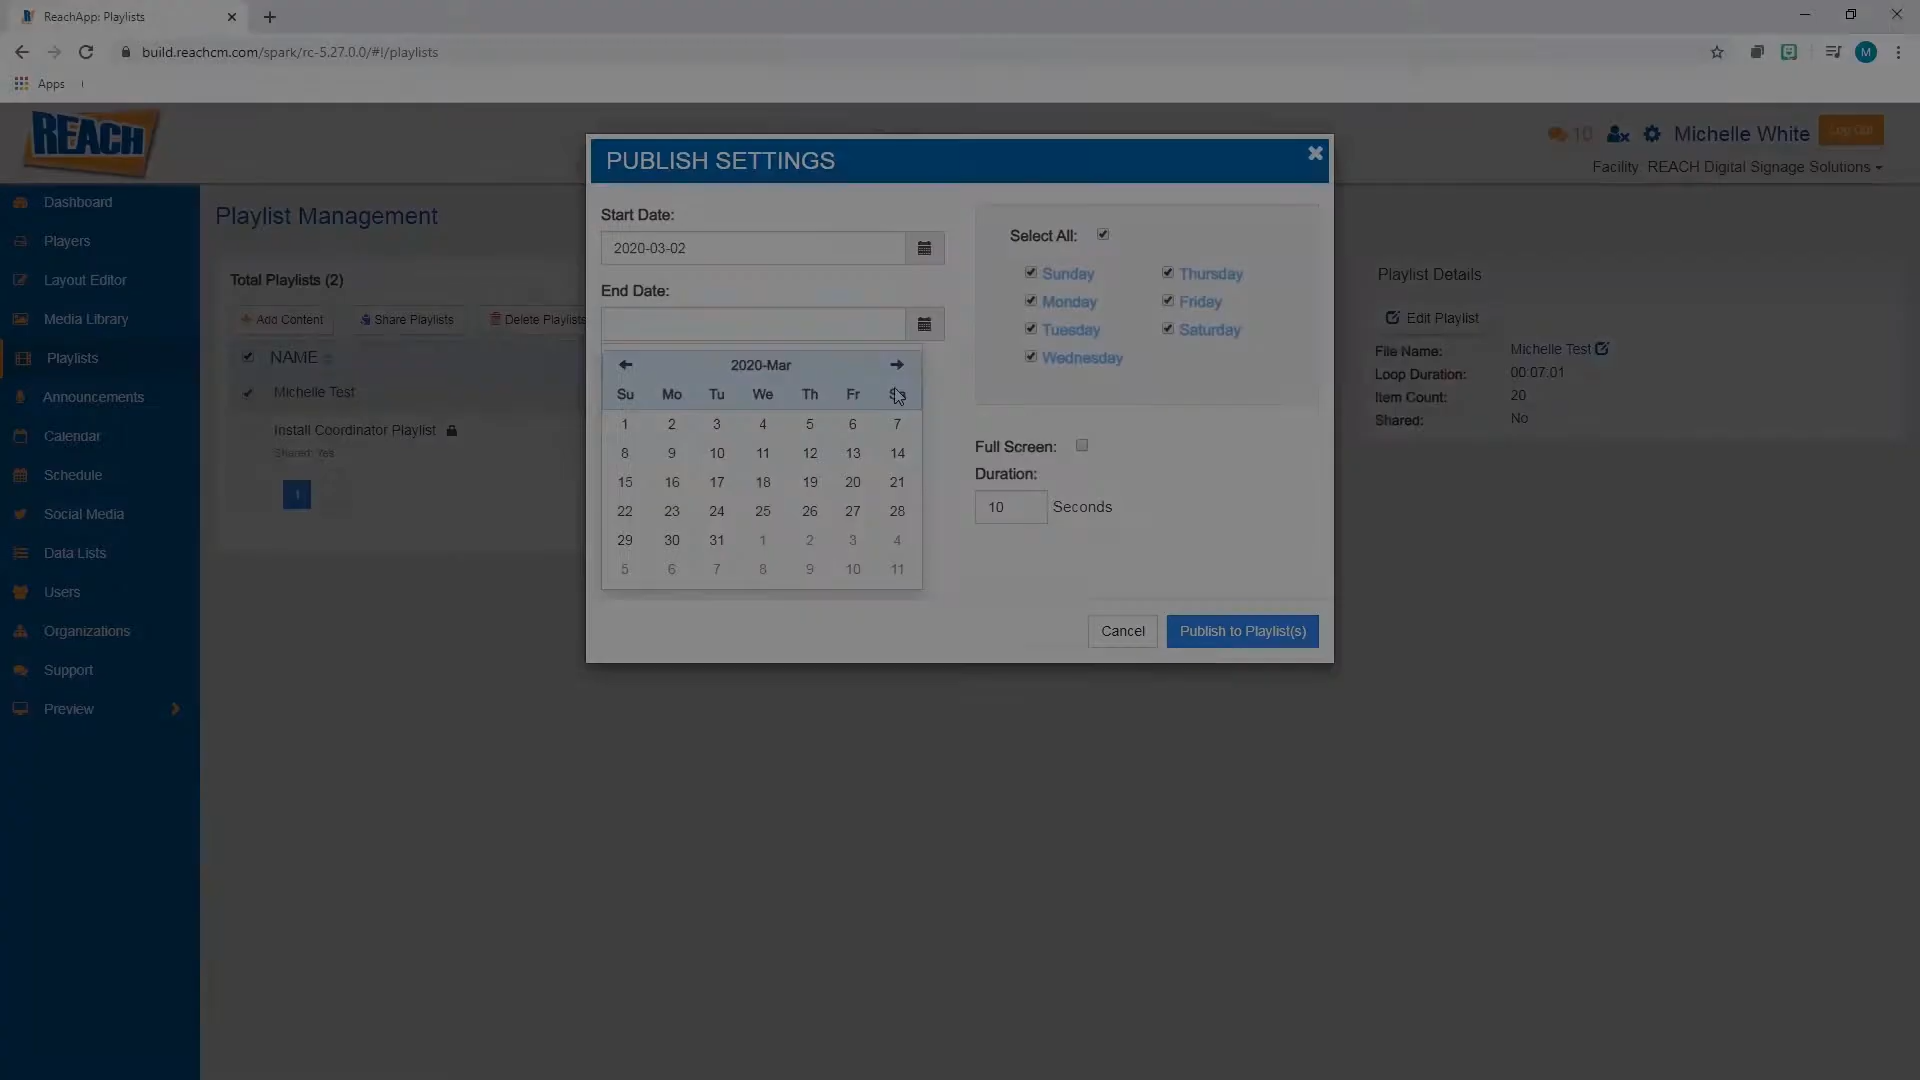 ReachApp: Playlists
build.reachcm.com/spark/rc-5.27.0.0/#!/playlists
M
Apps
REACH
10 Michelle White Log Out
Facility REACH Digital Signage Solutions
Dashboard
Players
Layout Editor
Media Library
Playlists
Announcements
Calendar
Schedule
Social Media
Data Lists
Users
Organizations
Support
Preview
Playlist Management
Total Playlists (2)
Add Content Share Playlists Delete Playlists
NAME
Michelle Test
Install Coordinator Playlist
Shared: Yes
1
PUBLISH SETTINGS
Start Date:
2020-03-02
End Date:
2020-Mar
Su Mo Tu We Th Fr
1 2 3 4 5 6 7
8 9 10 11 12 13 14
15 16 17 18 19 20 21
22 23 24 25 26 27 28
29 30 31 1 2 3 4
5 6 7 8 9 10 11
Select All:
Sunday Thursday
Monday Friday
Tuesday Saturday
Wednesday
Full Screen:
Duration:
10 Seconds
Cancel Publish to Playlist(s)
Playlist Details
Edit Playlist
File Name: Michelle Test
Loop Duration: 00:07:01
Item Count: 20
Shared: No